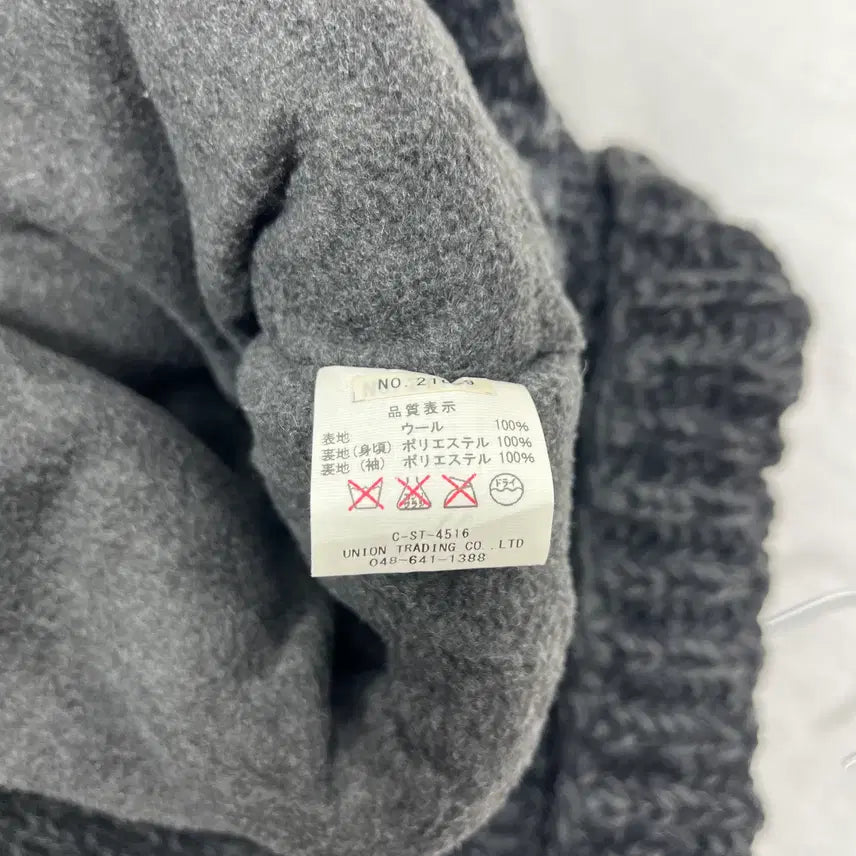 NO.
品質表示
表地 ウール 100%
裏地(身頃) ポリエステル 100%
裏地(袖) ポリエステル 100%
ドライ
C-ST-4516
UNION TRADING CO.,LTD
048-641-1388